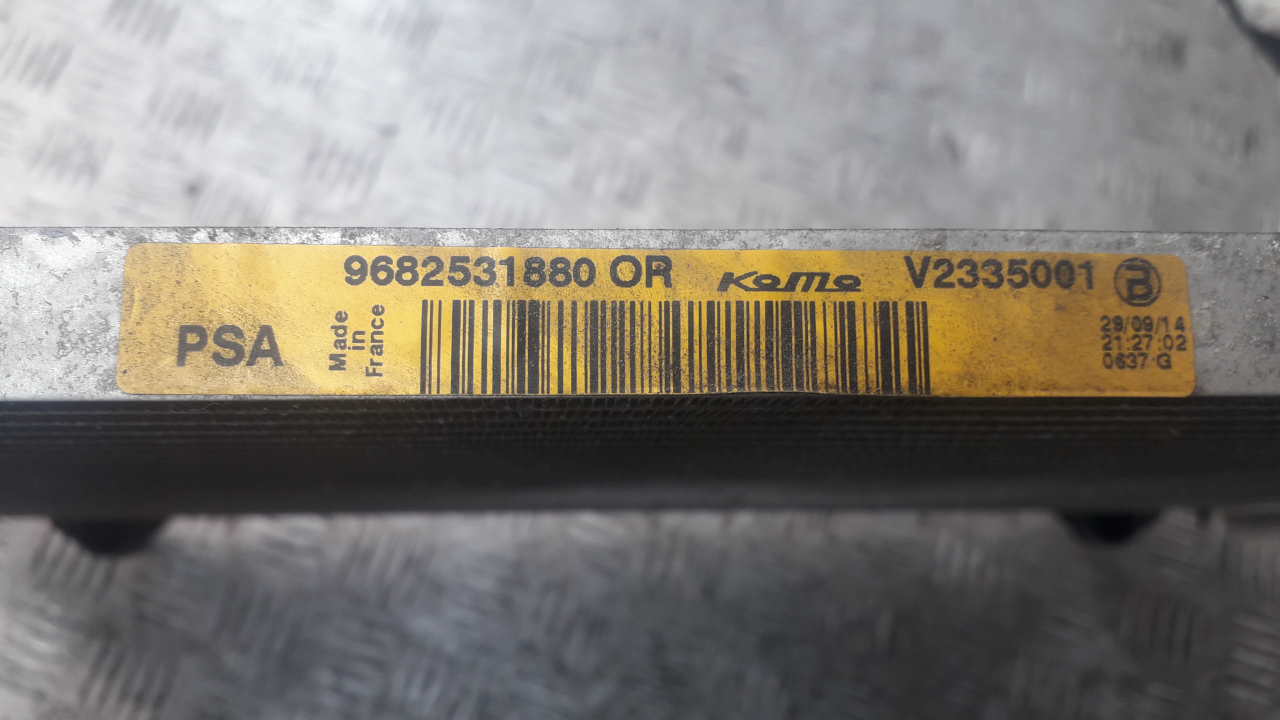 9682531880 OR KoMo V2335001 B
PSA
Made
in
France
29/09/14
21:27:02
0637 G